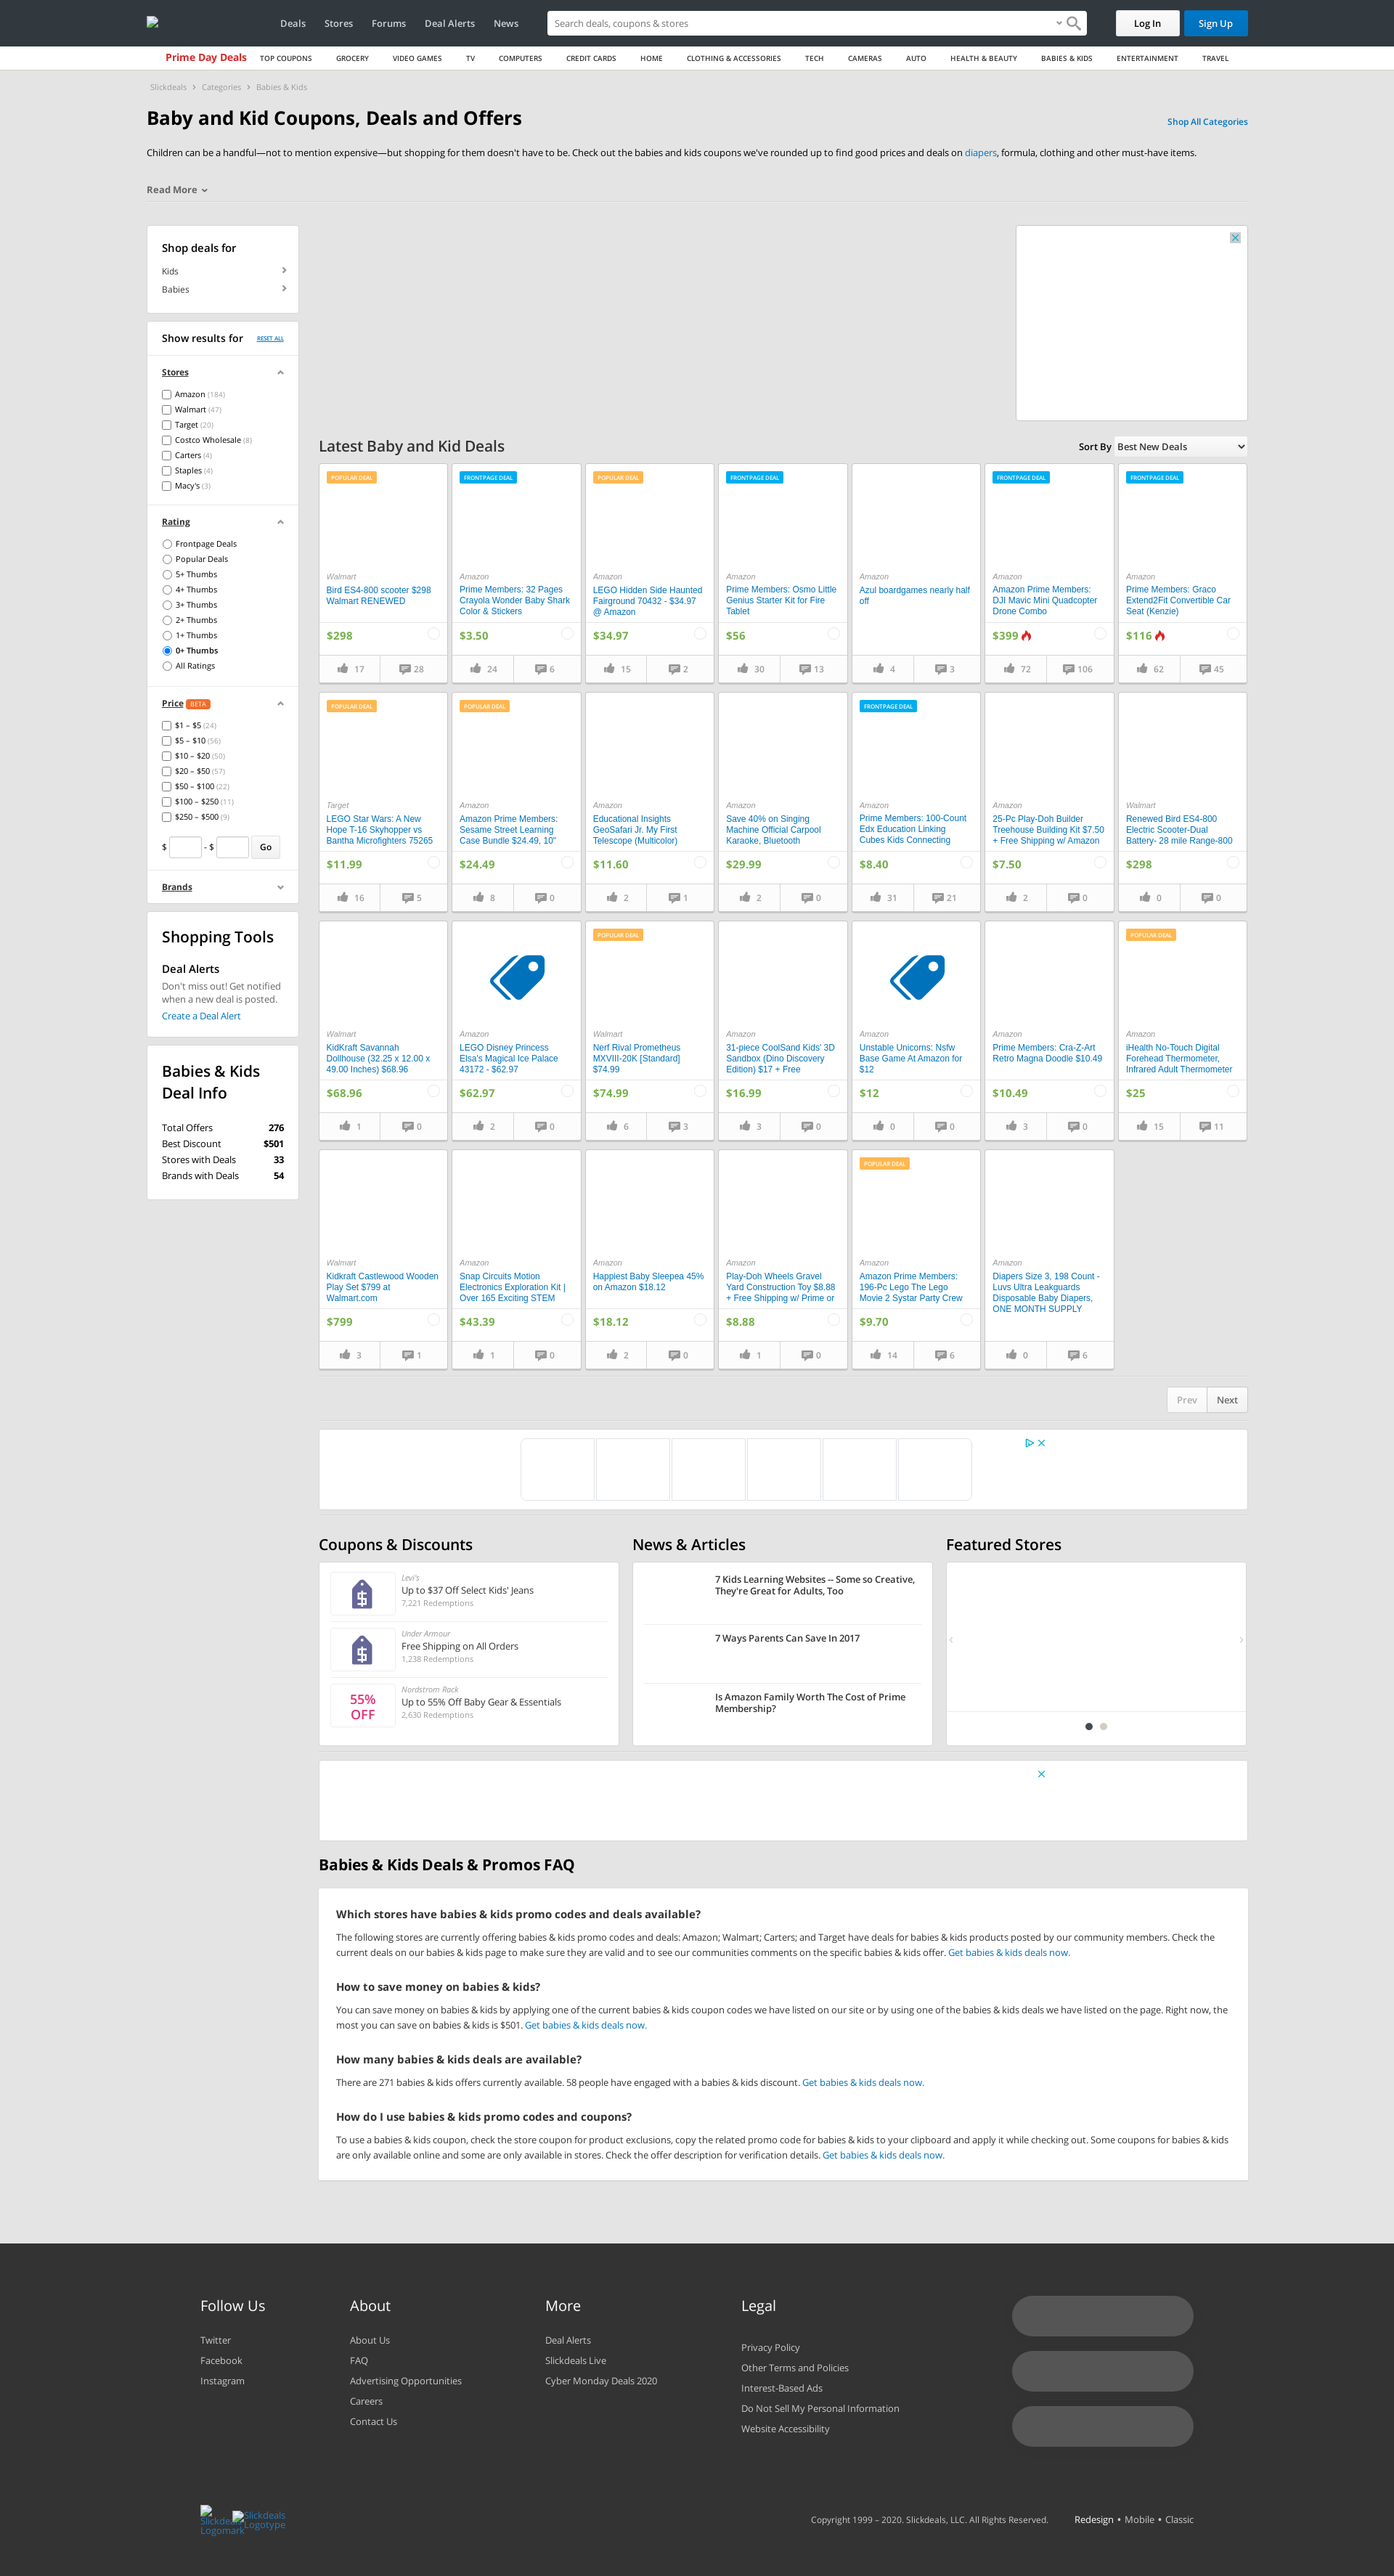 Deals
Stores
Forums
Deal Alerts
News
Search deals, coupons & stores
Log In
Sign Up
Prime Day Deals
TOP COUPONS
GROCERY
VIDEO GAMES
TV
COMPUTERS
CREDIT CARDS
HOME
CLOTHING & ACCESSORIES
TECH
CAMERAS
AUTO
HEALTH & BEAUTY
BABIES & KIDS
ENTERTAINMENT
TRAVEL
Slickdeals › Categories › Babies & Kids
Baby and Kid Coupons, Deals and Offers
Shop All Categories
Children can be a handful—not to mention expensive—but shopping for them doesn't have to be. Check out the babies and kids coupons we've rounded up to find good prices and deals on diapers, formula, clothing and other must-have items.
Read More
Shop deals for
Kids
Babies
Show results for
RESET ALL
Stores
Amazon (184)
Walmart (47)
Target (20)
Costco Wholesale (8)
Carters (4)
Staples (4)
Macy's (3)
Rating
Frontpage Deals
Popular Deals
5+ Thumbs
4+ Thumbs
3+ Thumbs
2+ Thumbs
1+ Thumbs
0+ Thumbs
All Ratings
Price BETA
$1 – $5 (24)
$5 – $10 (56)
$10 – $20 (50)
$20 – $50 (57)
$50 – $100 (22)
$100 – $250 (11)
$250 – $500 (9)
$ - $ Go
Brands
Shopping Tools
Deal Alerts
Don't miss out! Get notified
when a new deal is posted.
Create a Deal Alert
Babies & Kids
Deal Info
Total Offers 276
Best Discount $501
Stores with Deals 33
Brands with Deals 54
Latest Baby and Kid Deals
Sort By Best New Deals
POPULAR DEAL
Walmart
Bird ES4-800 scooter $298
Walmart RENEWED
$298
17 28
FRONTPAGE DEAL
Amazon
Prime Members: 32 Pages
Crayola Wonder Baby Shark
Color & Stickers
$3.50
24 6
POPULAR DEAL
Amazon
LEGO Hidden Side Haunted
Fairground 70432 - $34.97
@ Amazon
$34.97
15 2
FRONTPAGE DEAL
Amazon
Prime Members: Osmo Little
Genius Starter Kit for Fire
Tablet
$56
30 13
Amazon
Azul boardgames nearly half
off
4 3
FRONTPAGE DEAL
Amazon
Amazon Prime Members:
DJI Mavic Mini Quadcopter
Drone Combo
$399
72 106
FRONTPAGE DEAL
Amazon
Prime Members: Graco
Extend2Fit Convertible Car
Seat (Kenzie)
$116
62 45
POPULAR DEAL
Target
LEGO Star Wars: A New
Hope T-16 Skyhopper vs
Bantha Microfighters 75265
$11.99
16 5
POPULAR DEAL
Amazon
Amazon Prime Members:
Sesame Street Learning
Case Bundle $24.49, 10"
$24.49
8 0
Amazon
Educational Insights
GeoSafari Jr. My First
Telescope (Multicolor)
$11.60
2 1
Amazon
Save 40% on Singing
Machine Official Carpool
Karaoke, Bluetooth
$29.99
2 0
FRONTPAGE DEAL
Amazon
Prime Members: 100-Count
Edx Education Linking
Cubes Kids Connecting
$8.40
31 21
Amazon
25-Pc Play-Doh Builder
Treehouse Building Kit $7.50
+ Free Shipping w/ Amazon
$7.50
2 0
Walmart
Renewed Bird ES4-800
Electric Scooter-Dual
Battery- 28 mile Range-800
$298
0 0
Walmart
KidKraft Savannah
Dollhouse (32.25 x 12.00 x
49.00 Inches) $68.96
$68.96
1 0
Amazon
LEGO Disney Princess
Elsa's Magical Ice Palace
43172 - $62.97
$62.97
2 0
POPULAR DEAL
Walmart
Nerf Rival Prometheus
MXVIII-20K [Standard]
$74.99
$74.99
6 3
Amazon
31-piece CoolSand Kids' 3D
Sandbox (Dino Discovery
Edition) $17 + Free
$16.99
3 0
Amazon
Unstable Unicorns: Nsfw
Base Game At Amazon for
$12
$12
0 0
Amazon
Prime Members: Cra-Z-Art
Retro Magna Doodle $10.49
$10.49
3 0
POPULAR DEAL
Amazon
iHealth No-Touch Digital
Forehead Thermometer,
Infrared Adult Thermometer
$25
15 11
Walmart
Kidkraft Castlewood Wooden
Play Set $799 at
Walmart.com
$799
3 1
Amazon
Snap Circuits Motion
Electronics Exploration Kit |
Over 165 Exciting STEM
$43.39
1 0
Amazon
Happiest Baby Sleepea 45%
on Amazon $18.12
$18.12
2 0
Amazon
Play-Doh Wheels Gravel
Yard Construction Toy $8.88
+ Free Shipping w/ Prime or
$8.88
1 0
POPULAR DEAL
Amazon
Amazon Prime Members:
196-Pc Lego The Lego
Movie 2 Systar Party Crew
$9.70
14 6
Amazon
Diapers Size 3, 198 Count -
Luvs Ultra Leakguards
Disposable Baby Diapers,
ONE MONTH SUPPLY
0 6
Prev Next
Coupons & Discounts
Levi's
Up to $37 Off Select Kids' Jeans
7,221 Redemptions
Under Armour
Free Shipping on All Orders
1,238 Redemptions
55%
OFF
Nordstrom Rack
Up to 55% Off Baby Gear & Essentials
2,630 Redemptions
News & Articles
7 Kids Learning Websites -- Some so Creative,
They're Great for Adults, Too
7 Ways Parents Can Save In 2017
Is Amazon Family Worth The Cost of Prime
Membership?
Featured Stores
Babies & Kids Deals & Promos FAQ
Which stores have babies & kids promo codes and deals available?
The following stores are currently offering babies & kids promo codes and deals: Amazon; Walmart; Carters; and Target have deals for babies & kids products posted by our community members. Check the
current deals on our babies & kids page to make sure they are valid and to see our communities comments on the specific babies & kids offer. Get babies & kids deals now.
How to save money on babies & kids?
You can save money on babies & kids by applying one of the current babies & kids coupon codes we have listed on our site or by using one of the babies & kids deals we have listed on the page. Right now, the
most you can save on babies & kids is $501. Get babies & kids deals now.
How many babies & kids deals are available?
There are 271 babies & kids offers currently available. 58 people have engaged with a babies & kids discount. Get babies & kids deals now.
How do I use babies & kids promo codes and coupons?
To use a babies & kids coupon, check the store coupon for product exclusions, copy the related promo code for babies & kids to your clipboard and apply it while checking out. Some coupons for babies & kids
are only available online and some are only available in stores. Check the offer description for verification details. Get babies & kids deals now.
Follow Us
Twitter
Facebook
Instagram
About
About Us
FAQ
Advertising Opportunities
Careers
Contact Us
More
Deal Alerts
Slickdeals Live
Cyber Monday Deals 2020
Legal
Privacy Policy
Other Terms and Policies
Interest-Based Ads
Do Not Sell My Personal Information
Website Accessibility
Slickdeals
Logomark
Slickdeals
Logotype
Copyright 1999 – 2020. Slickdeals, LLC. All Rights Reserved.
Redesign • Mobile • Classic